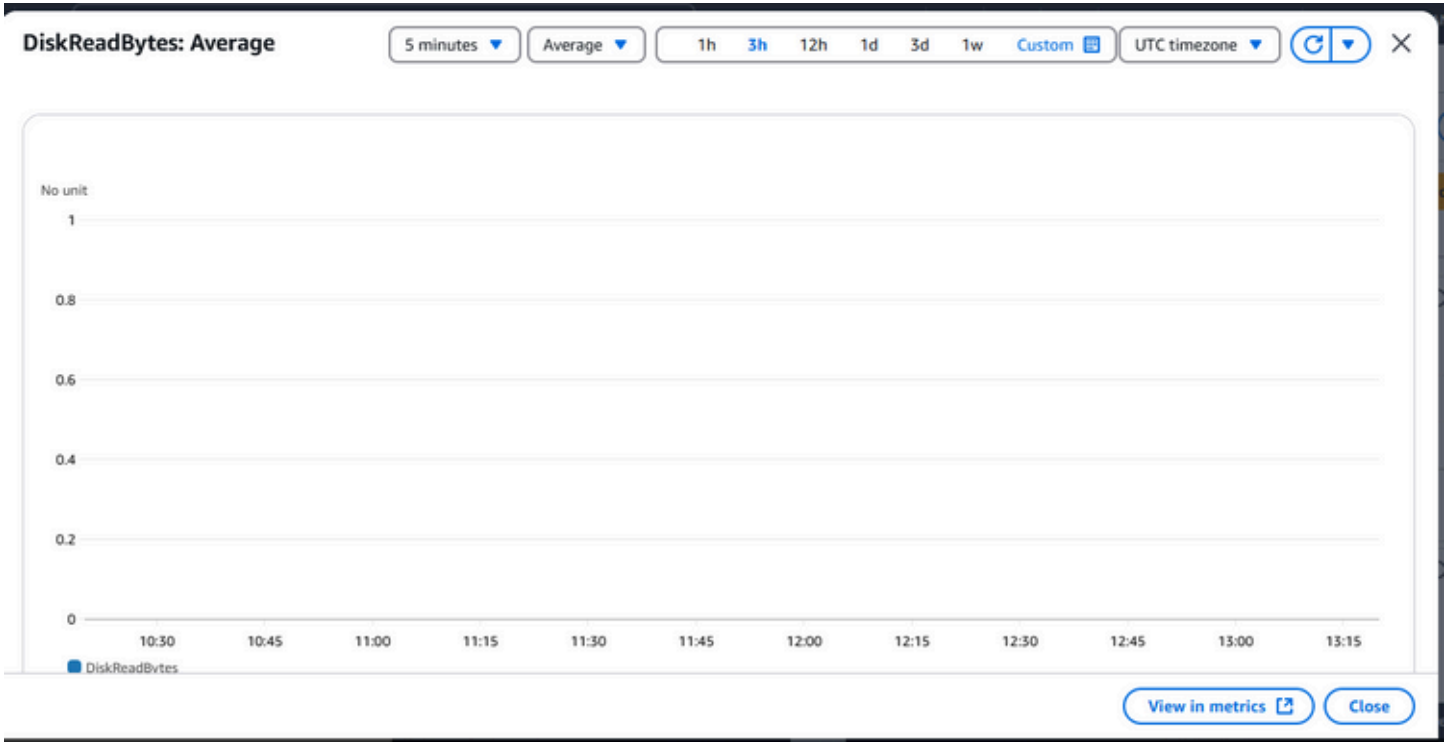 DiskReadBytes: Average
5 minutes
Average
1h 3h 12h 1d 3d 1w Custom
UTC timezone
No unit
1
0.8
0.6
0.4
0.2
0
10:30 10:45 11:00 11:15 11:30 11:45 12:00 12:15 12:30 12:45 13:00 13:15
DiskReadBytes
View in metrics
Close